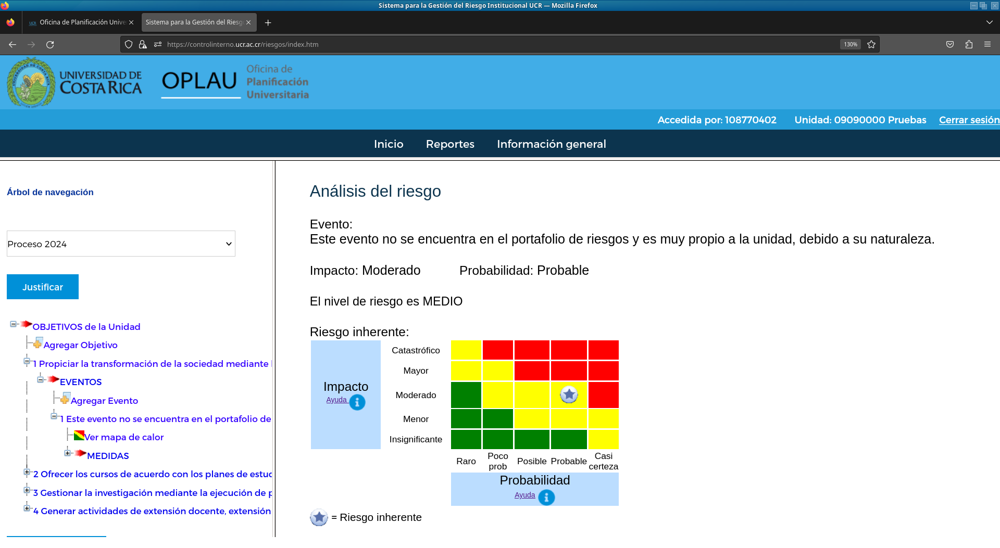 Sistema para la Gestión del Riesgo Institucional UCR — Mozilla Firefox
Oficina de Planificación Unive
Sistema para la Gestión del Riesg
https://controlinterno.ucr.ac.cr/riesgos/index.htm
130%
UNIVERSIDAD DE
COSTA RICA
OPLAU
Oficina de
Planificación
Universitaria
Accedida por: 108770402 Unidad: 09090000 Pruebas Cerrar sesión
Inicio Reportes Información general
Árbol de navegación
Proceso 2024
Justificar
OBJETIVOS de la Unidad
Agregar Objetivo
1 Propiciar la transformación de la sociedad mediante
EVENTOS
Agregar Evento
1 Este evento no se encuentra en el portafolio de
Ver mapa de calor
MEDIDAS
2 Ofrecer los cursos de acuerdo con los planes de estud
3 Gestionar la investigación mediante la ejecución de p
4 Generar actividades de extensión docente, extensión
Análisis del riesgo
Evento:
Este evento no se encuentra en el portafolio de riesgos y es muy propio a la unidad, debido a su naturaleza.
Impacto: Moderado Probabilidad: Probable
El nivel de riesgo es MEDIO
Riesgo inherente:
Impacto
Ayuda
Catastrófico
Mayor
Moderado
Menor
Insignificante
Raro
Poco
prob
Posible
Probable
Casi
certeza
Probabilidad
Ayuda
= Riesgo inherente